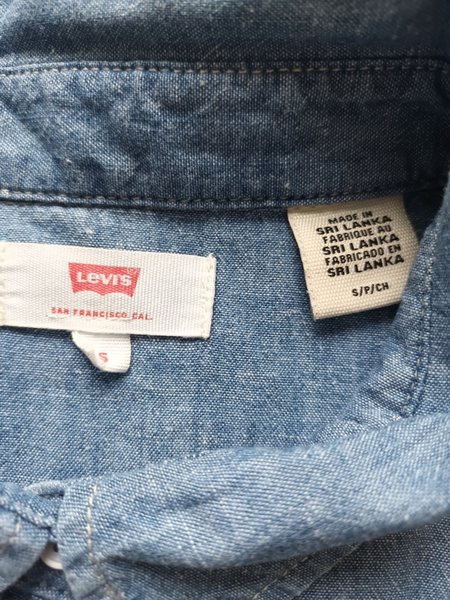 Levi's
SAN FRANCISCO, CAL.
S
MADE IN
SRI LANKA
FABRIQUE AU
SRI LANKA
FABRICADO EN
SRI LANKA
S/P/CH